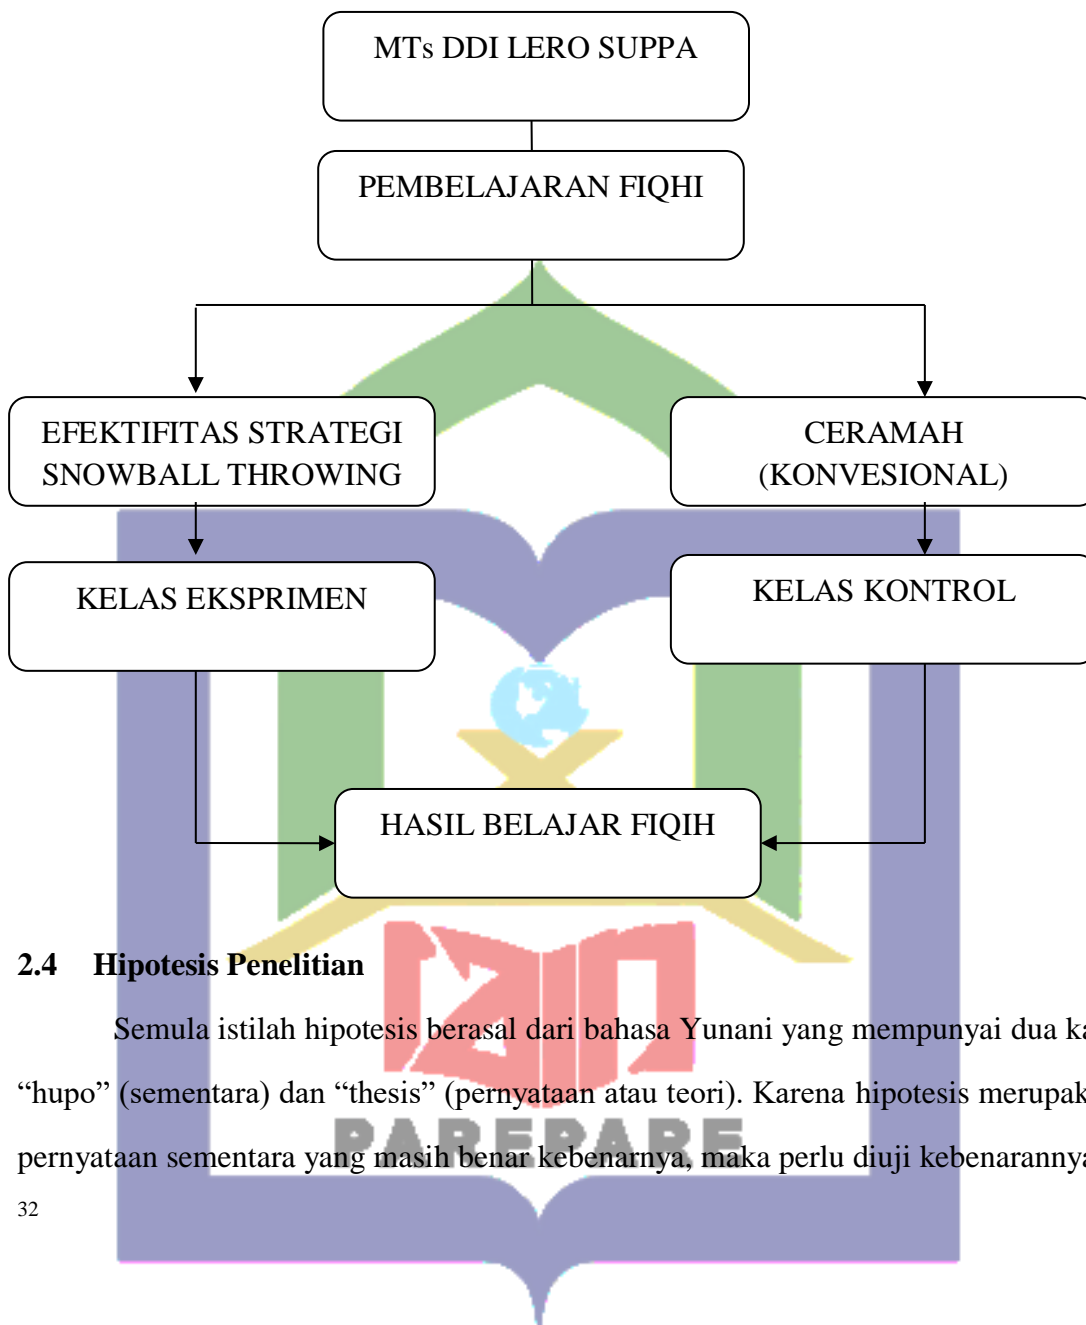 MTs DDI LERO SUPPA
PEMBELAJARAN FIQHI
EFEKTIFITAS STRATEGI
SNOWBALL THROWING
CERAMAH
(KONVESIONAL)
KELAS EKSPRIMEN
KELAS KONTROL
HASIL BELAJAR FIQIH
2.4 Hipotesis Penelitian
Semula istilah hipotesis berasal dari bahasa Yunani yang mempunyai dua
“hupo” (sementara) dan “thesis” (pernyataan atau teori). Karena hipotesis
pernyataan sementara yang masih benar kebenarnya, maka perlu diuji kebenarannya
32
IAIN
PAREPARE